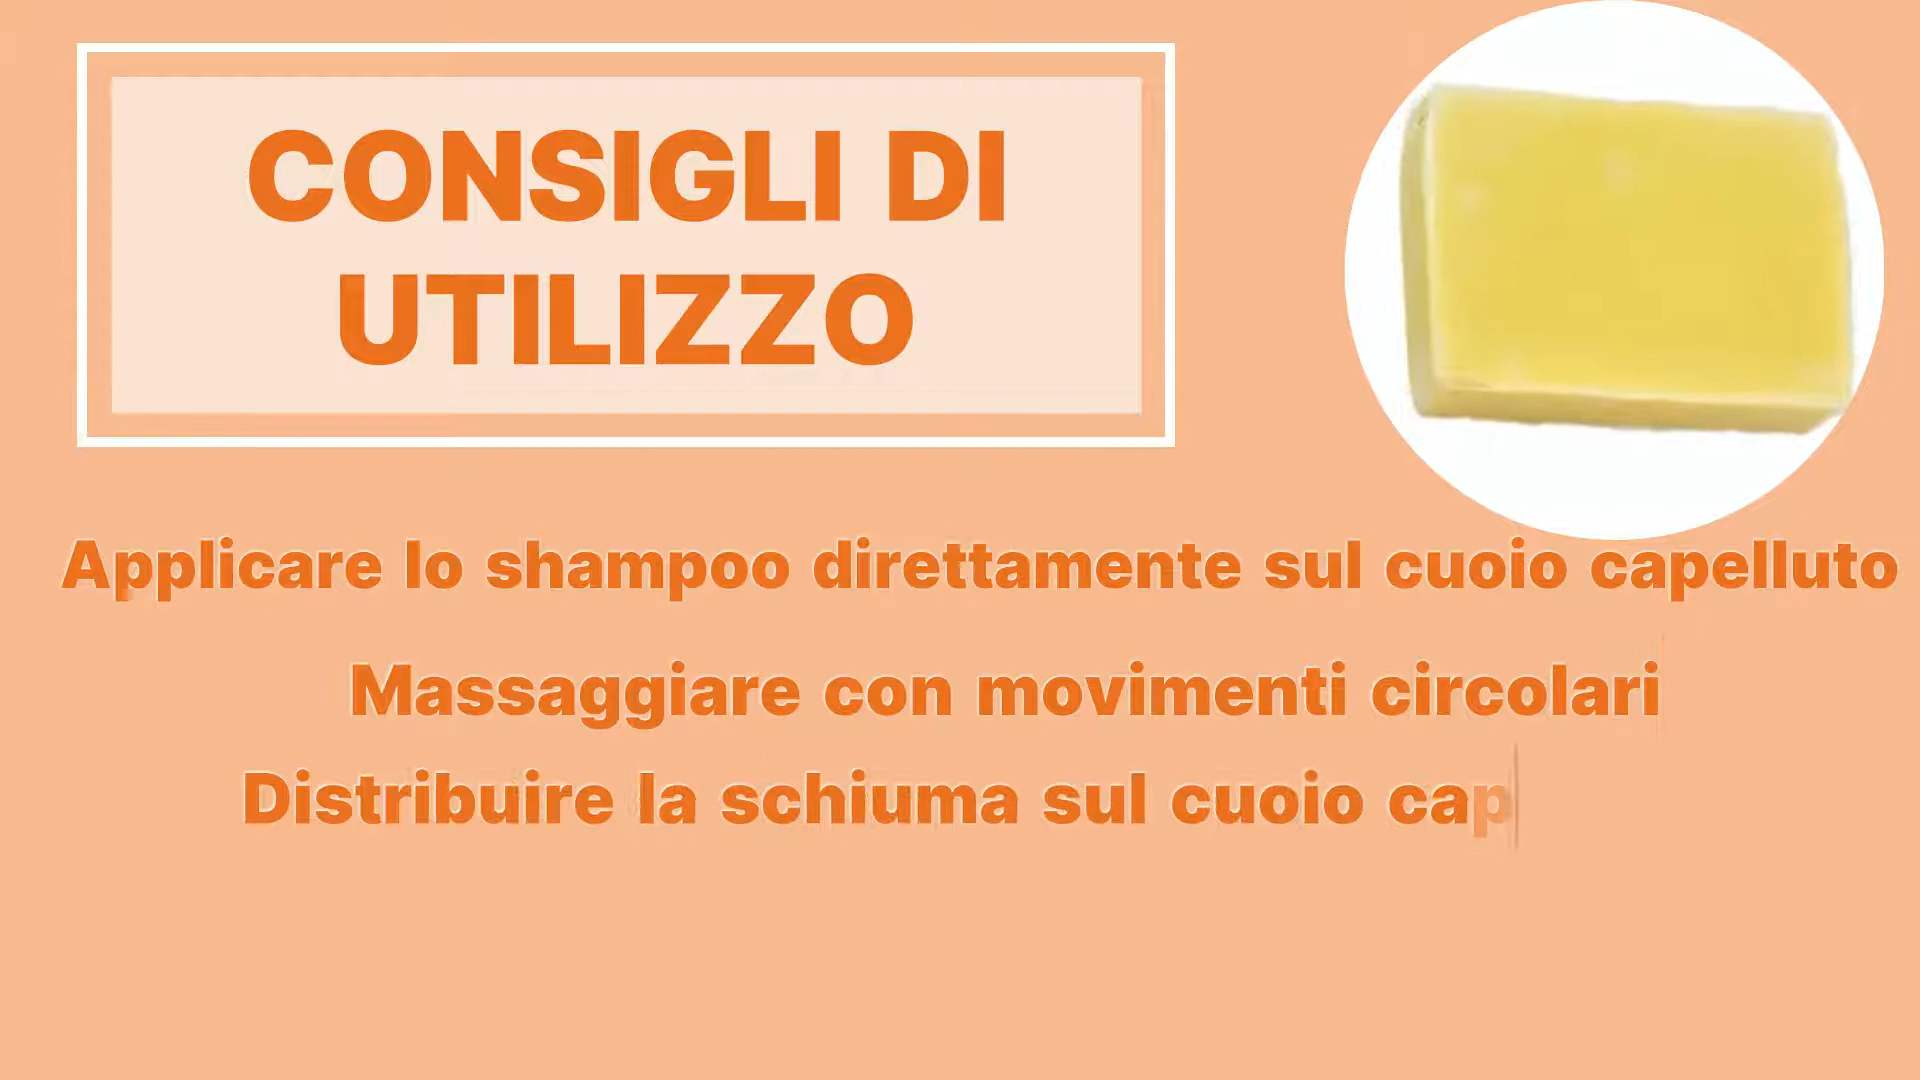 CONSIGLI DI
UTILIZZO
Applicare lo shampoo direttamente sul cuoio capelluto
Massaggiare con movimenti circolari
Distribuire la schiuma sul cuoio cap